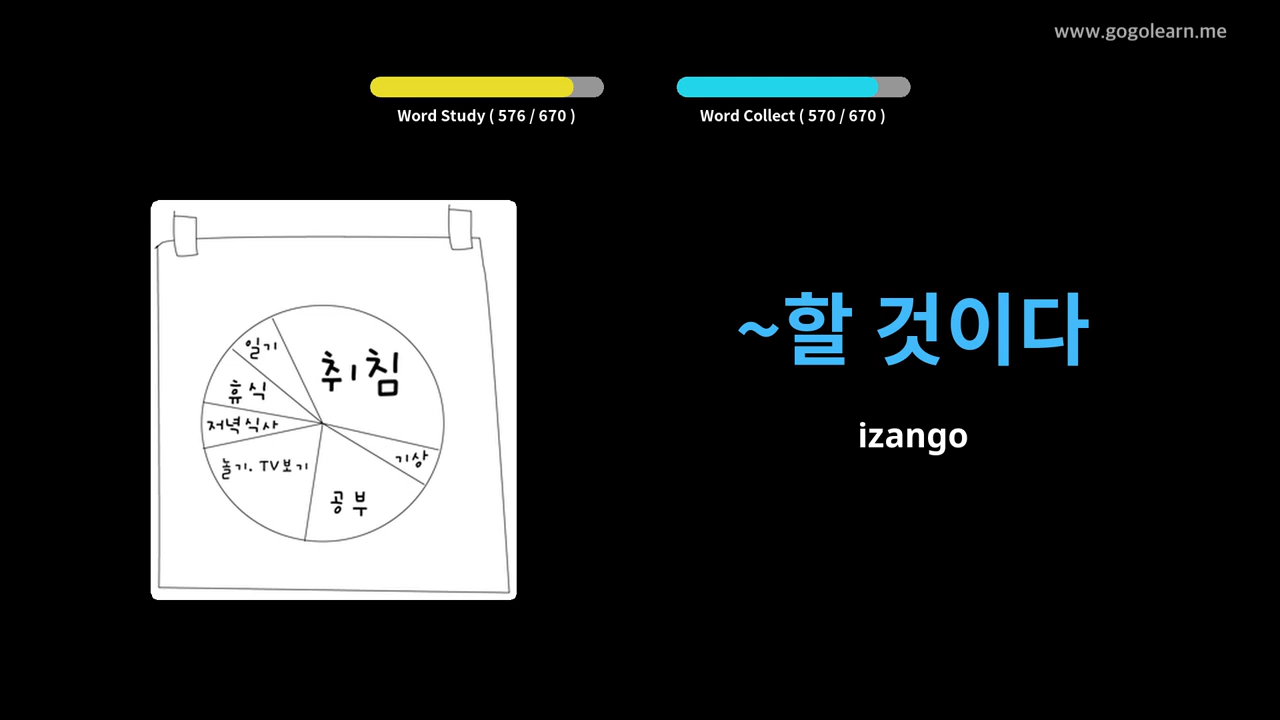 www.gogolearn.me
Word Study ( 576 / 670 )
Word Collect ( 570 / 670 )
일기
취침
휴식
저녁식사
놀기. TV보기
기상
공부
~할 것이다
izango